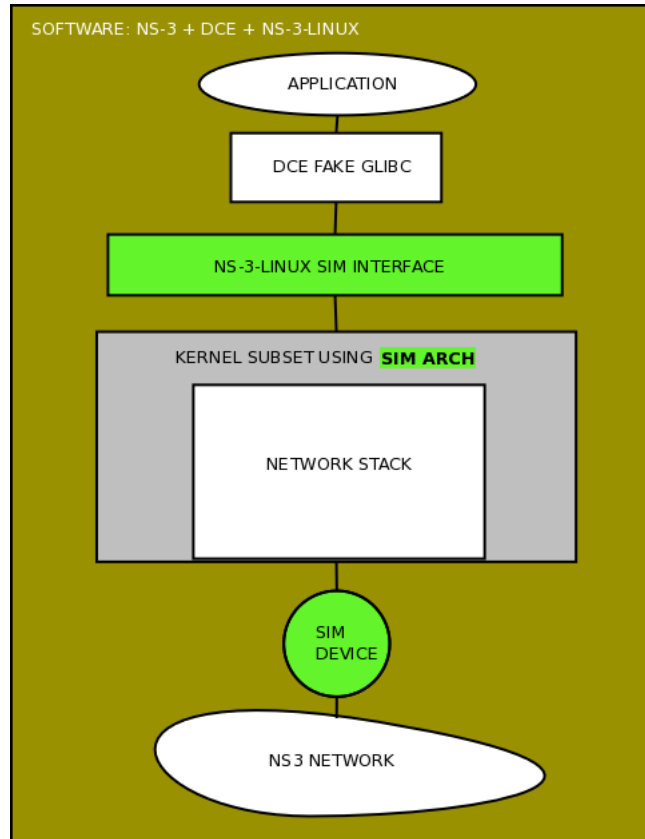 SOFTWARE: NS-3 + DCE + NS-3-LINUX
APPLICATION
DCE FAKE GLIBC
NS-3-LINUX SIM INTERFACE
KERNEL SUBSET USING SIM ARCH
NETWORK STACK
SIM
DEVICE
NS3 NETWORK